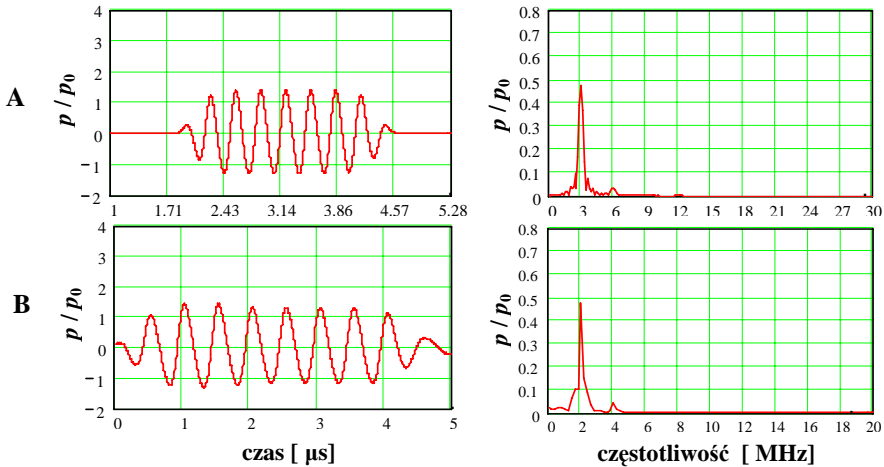 A
p / p0
4
3
2
1
0
−1
−2
1 1.71 2.43 3.14 3.86 4.57 5.28
p / p0
0.8
0.7
0.6
0.5
0.4
0.3
0.2
0.1
0
0 3 6 9 12 15 18 21 24 27 30
B
p / p0
4
3
2
1
0
−1
−2
0 1 2 3 4 5
czas [ µs]
p / p0
0.8
0.7
0.6
0.5
0.4
0.3
0.2
0.1
0
0 2 4 6 8 10 12 14 16 18 20
częstotliwość [ MHz]